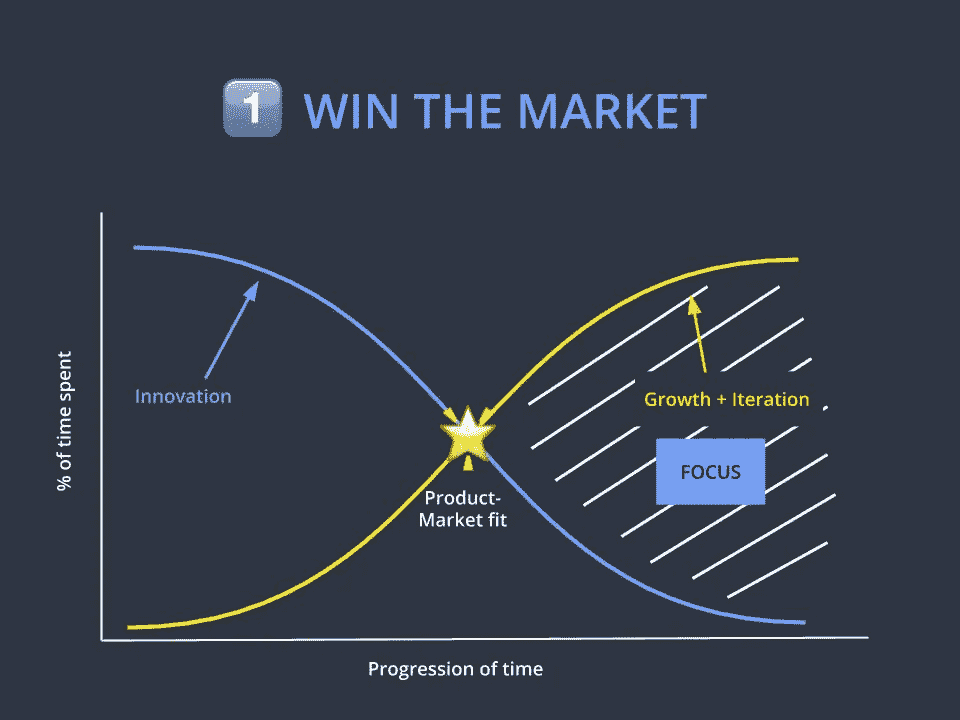 1 WIN THE MARKET
% of time spent
Innovation
Growth + Iteration
FOCUS
Product-
Market fit
Progression of time